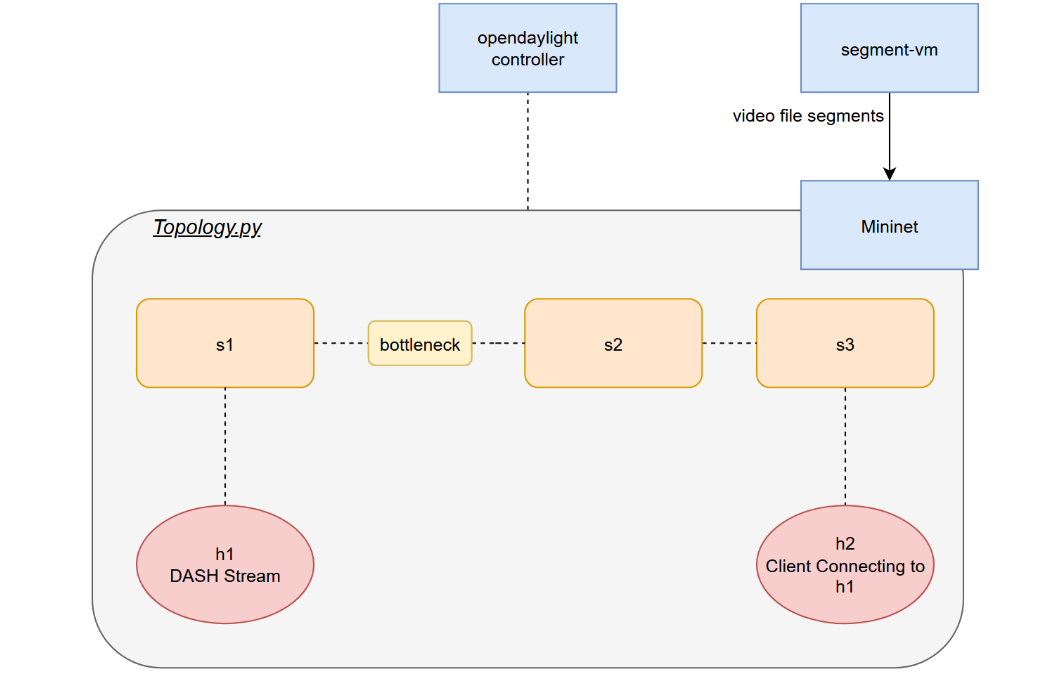 opendaylight
controller
segment-vm
video file segments
Mininet
Topology.py
s1
bottleneck
s2
s3
h1
DASH Stream
h2
Client Connecting to
h1